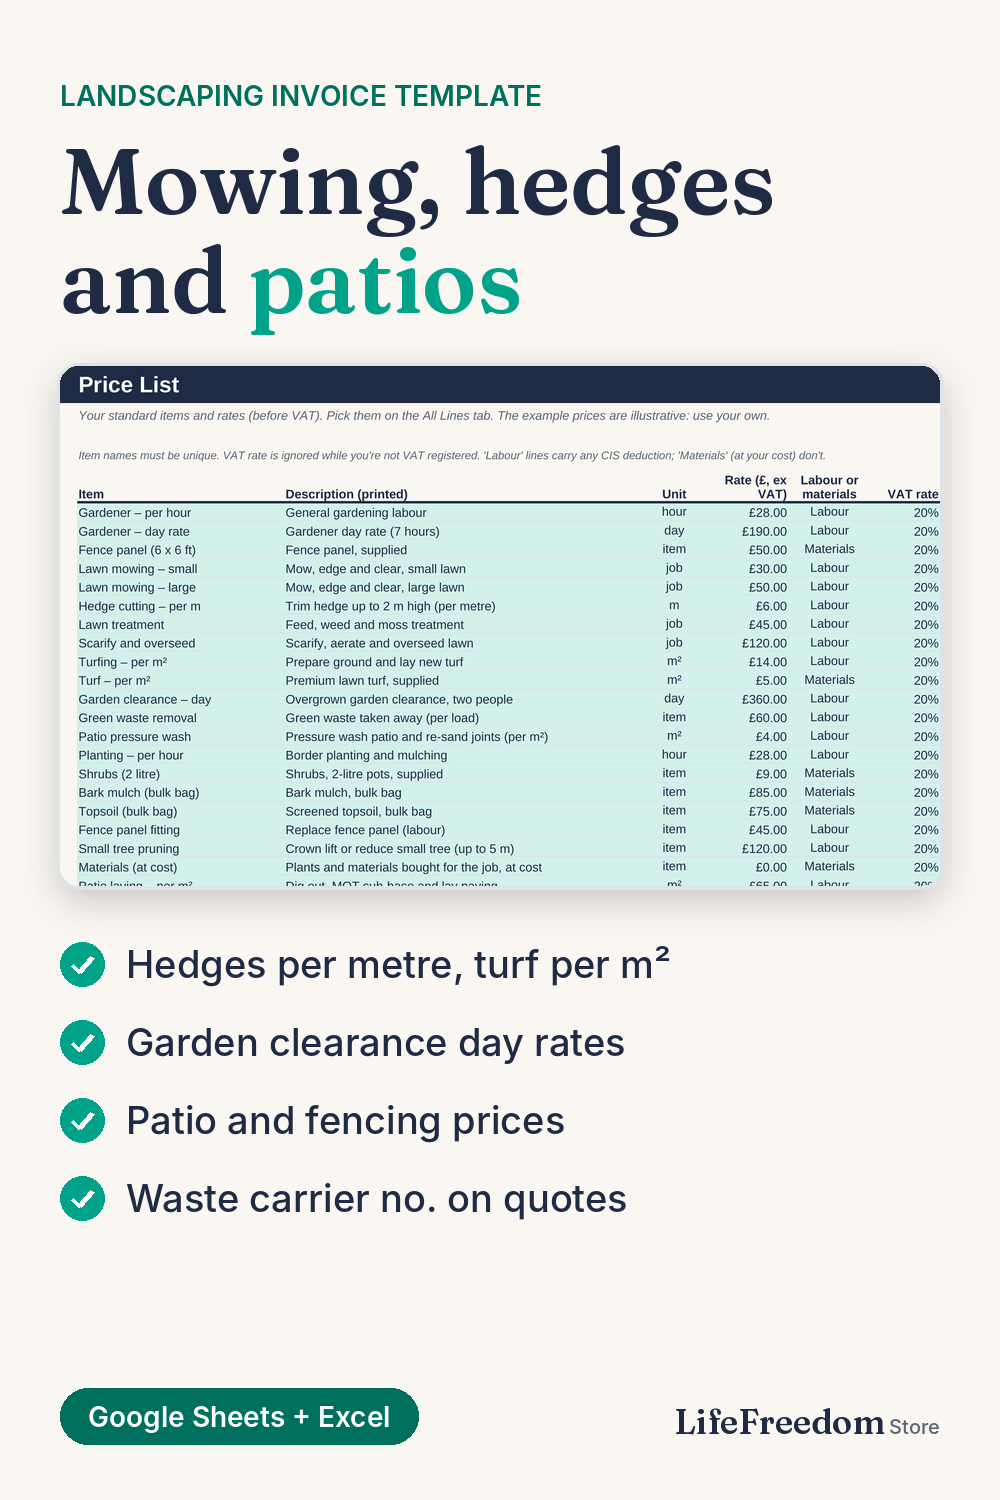 LANDSCAPING INVOICE TEMPLATE
Mowing, hedges
and patios
Price List
Your standard items and rates (before VAT). Pick them on the All Lines tab. The example prices are illustrative: use your own.
Item names must be unique. VAT rate is ignored while you're not VAT registered. 'Labour' lines carry any CIS deduction; 'Materials' (at your cost) don't.
Item Description (printed) Unit Rate (£, ex VAT) Labour or materials VAT rate
Gardener – per hour General gardening labour hour £28.00 Labour 20%
Gardener – day rate Gardener day rate (7 hours) day £190.00 Labour 20%
Fence panel (6 x 6 ft) Fence panel, supplied item £50.00 Materials 20%
Lawn mowing – small Mow, edge and clear, small lawn job £30.00 Labour 20%
Lawn mowing – large Mow, edge and clear, large lawn job £50.00 Labour 20%
Hedge cutting – per m Trim hedge up to 2 m high (per metre) m £6.00 Labour 20%
Lawn treatment Feed, weed and moss treatment job £45.00 Labour 20%
Scarify and overseed Scarify, aerate and overseed lawn job £120.00 Labour 20%
Turfing – per m² Prepare ground and lay new turf m² £14.00 Labour 20%
Turf – per m² Premium lawn turf, supplied m² £5.00 Materials 20%
Garden clearance – day Overgrown garden clearance, two people day £360.00 Labour 20%
Green waste removal Green waste taken away (per load) item £60.00 Labour 20%
Patio pressure wash Pressure wash patio and re-sand joints (per m²) m² £4.00 Labour 20%
Planting – per hour Border planting and mulching hour £28.00 Labour 20%
Shrubs (2 litre) Shrubs, 2-litre pots, supplied item £9.00 Materials 20%
Bark mulch (bulk bag) Bark mulch, bulk bag item £85.00 Materials 20%
Topsoil (bulk bag) Screened topsoil, bulk bag item £75.00 Materials 20%
Fence panel fitting Replace fence panel (labour) item £45.00 Labour 20%
Small tree pruning Crown lift or reduce small tree (up to 5 m) item £120.00 Labour 20%
Materials (at cost) Plants and materials bought for the job, at cost item £0.00 Materials 20%
Patio laying – per m² Dig out, MOT sub-base and lay paving m² £65.00 Labour 20%
Hedges per metre, turf per m²
Garden clearance day rates
Patio and fencing prices
Waste carrier no. on quotes
Google Sheets + Excel
LifeFreedom Store